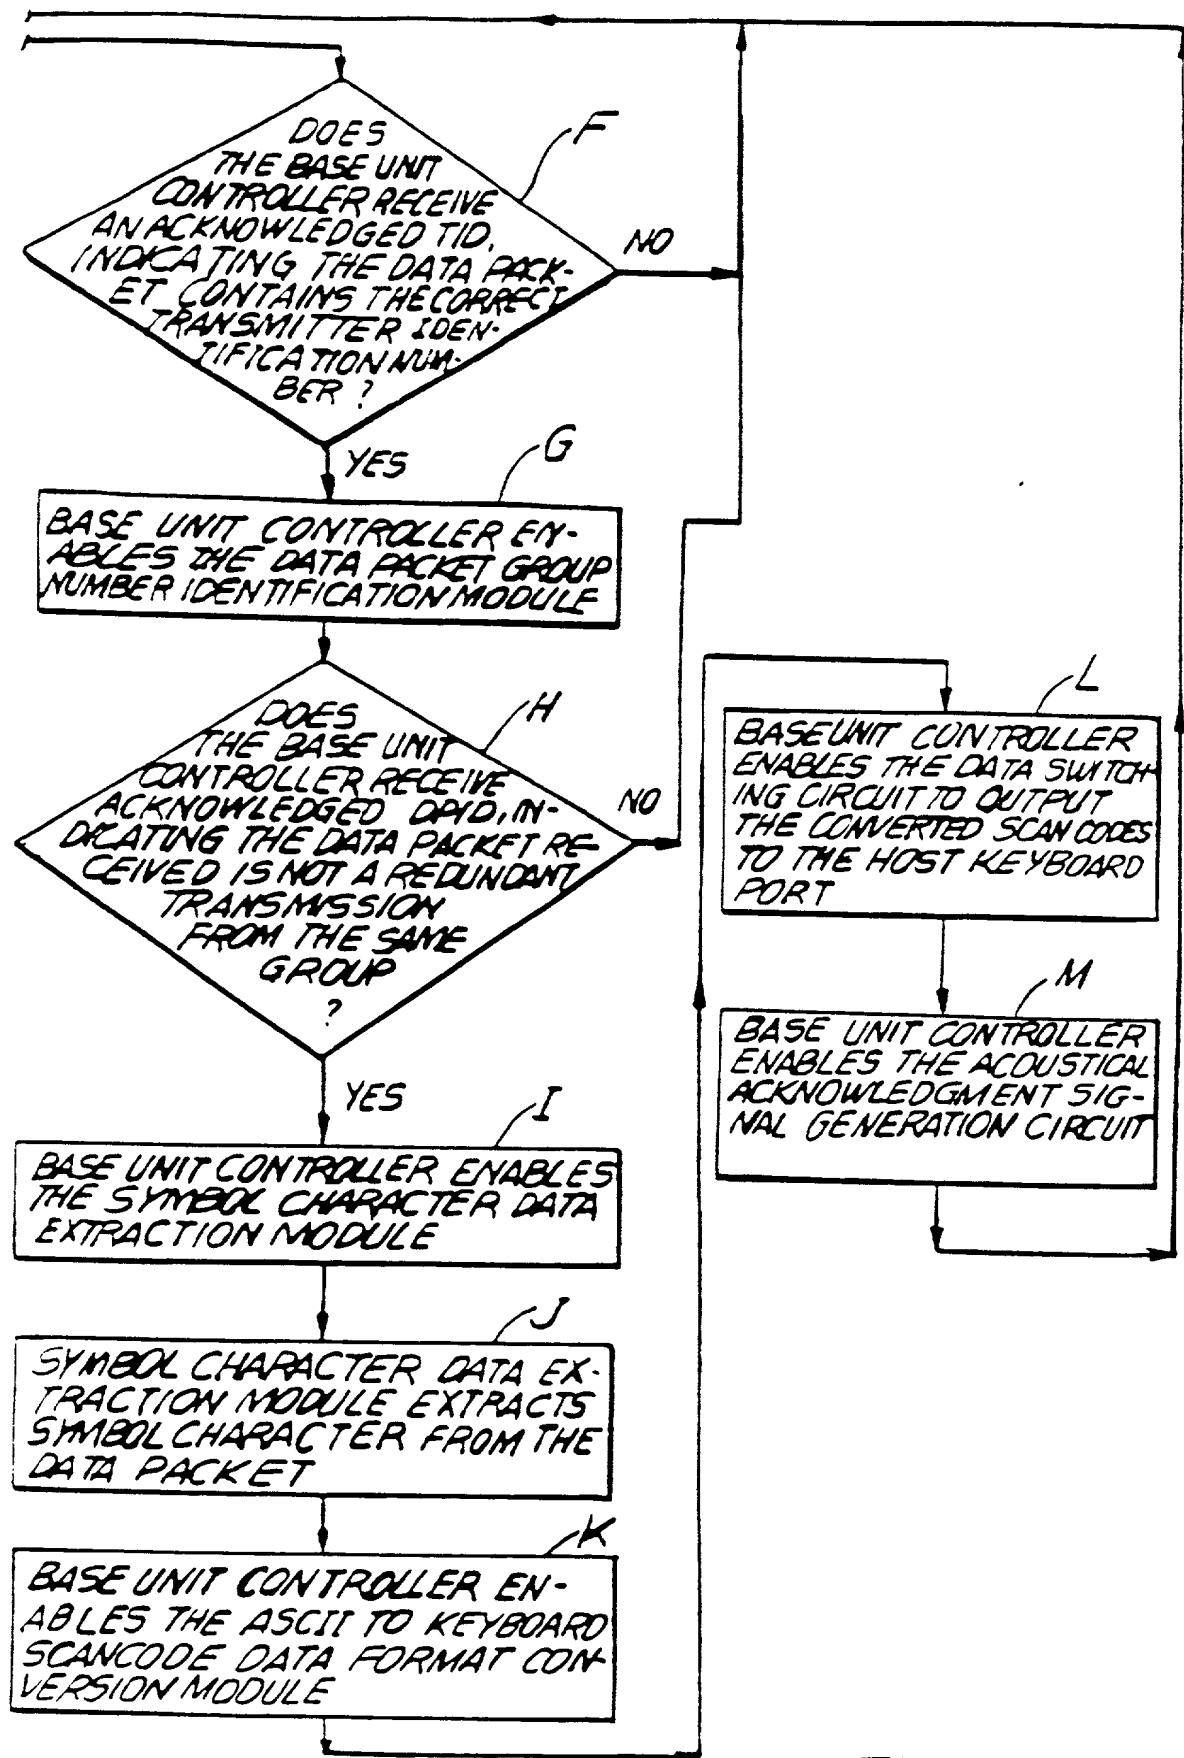 F
DOES
THE BASE UNIT
CONTROLLER RECEIVE
AN ACKNOWLEDGED TID,
INDICATING THE DATA PACK-
ET CONTAINS THE CORRECT
TRANSMITTER IDEN-
TIFICATION NUM-
BER ?
NO
YES
G
BASE UNIT CONTROLLER EN-
ABLES THE DATA PACKET GROUP
NUMBER IDENTIFICATION MODULE
H
DOES
THE BASE UNIT
CONTROLLER RECEIVE
ACKNOWLEDGED DPID, IN-
DICATING THE DATA PACKET RE-
CEIVED IS NOT A REDUNDANT
TRANSMISSION
FROM THE SAME
GROUP
?
NO
YES
I
BASE UNIT CONTROLLER ENABLES
THE SYMBOL CHARACTER DATA
EXTRACTION MODULE
J
SYMBOL CHARACTER DATA EX-
TRACTION MODULE EXTRACTS
SYMBOL CHARACTER FROM THE
DATA PACKET
K
BASE UNIT CONTROLLER EN-
ABLES THE ASCII TO KEYBOARD
SCANCODE DATA FORMAT CON-
VERSION MODULE
L
BASE UNIT CONTROLLER
ENABLES THE DATA SWITCH-
ING CIRCUIT TO OUTPUT
THE CONVERTED SCAN CODES
TO THE HOST KEYBOARD
PORT
M
BASE UNIT CONTROLLER
ENABLES THE ACOUSTICAL
ACKNOWLEDGMENT SIG-
NAL GENERATION CIRCUIT